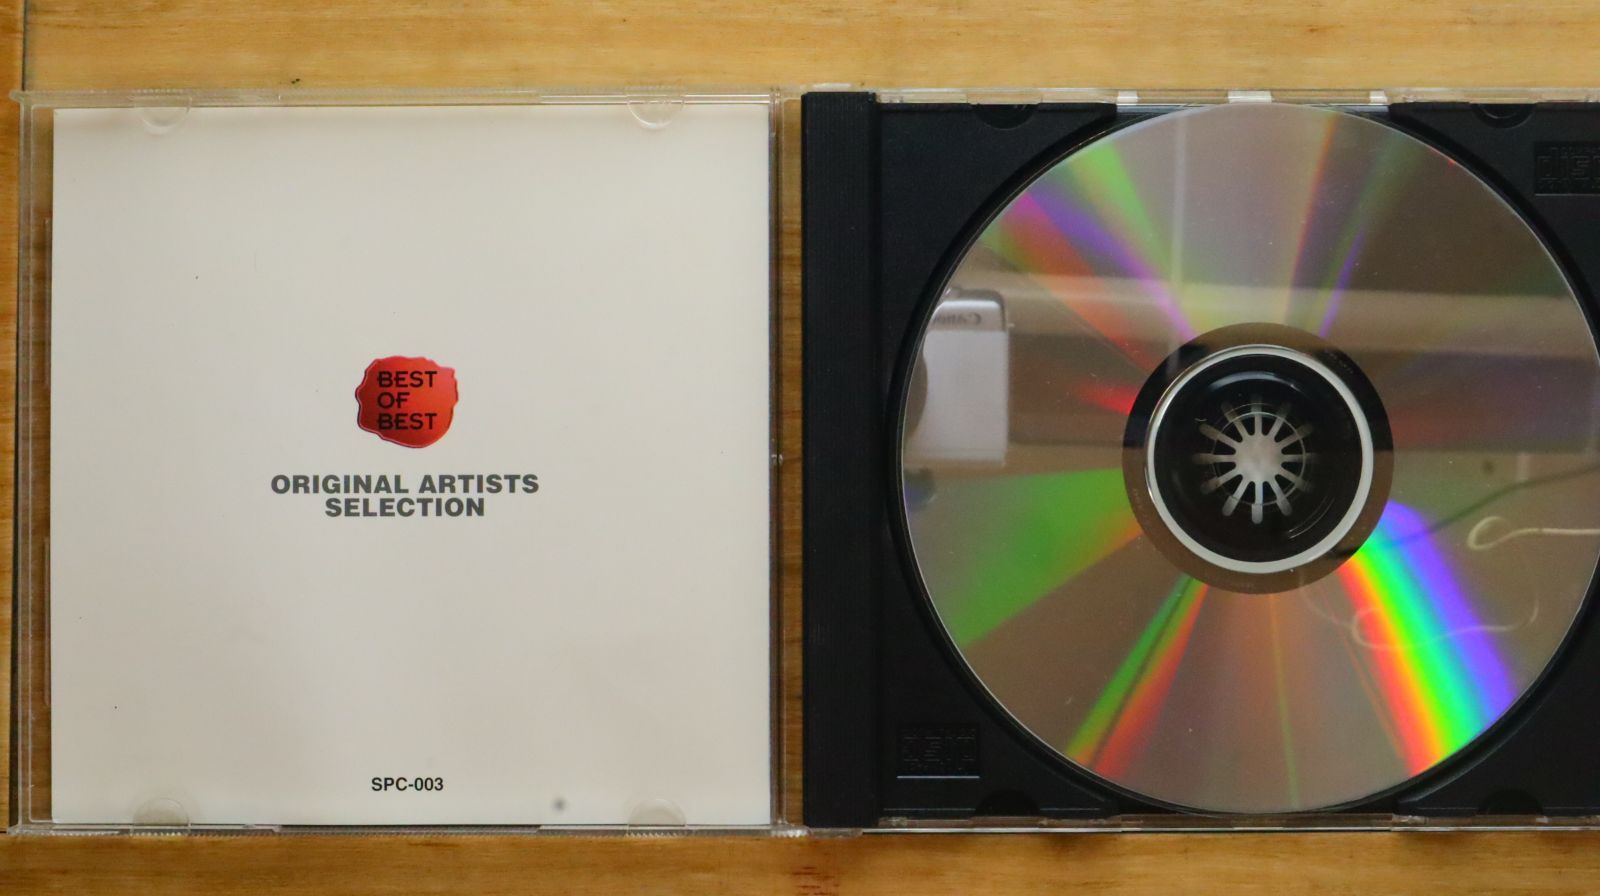 BEST
OF
BEST
ORIGINAL ARTISTS
SELECTION
SPC-003